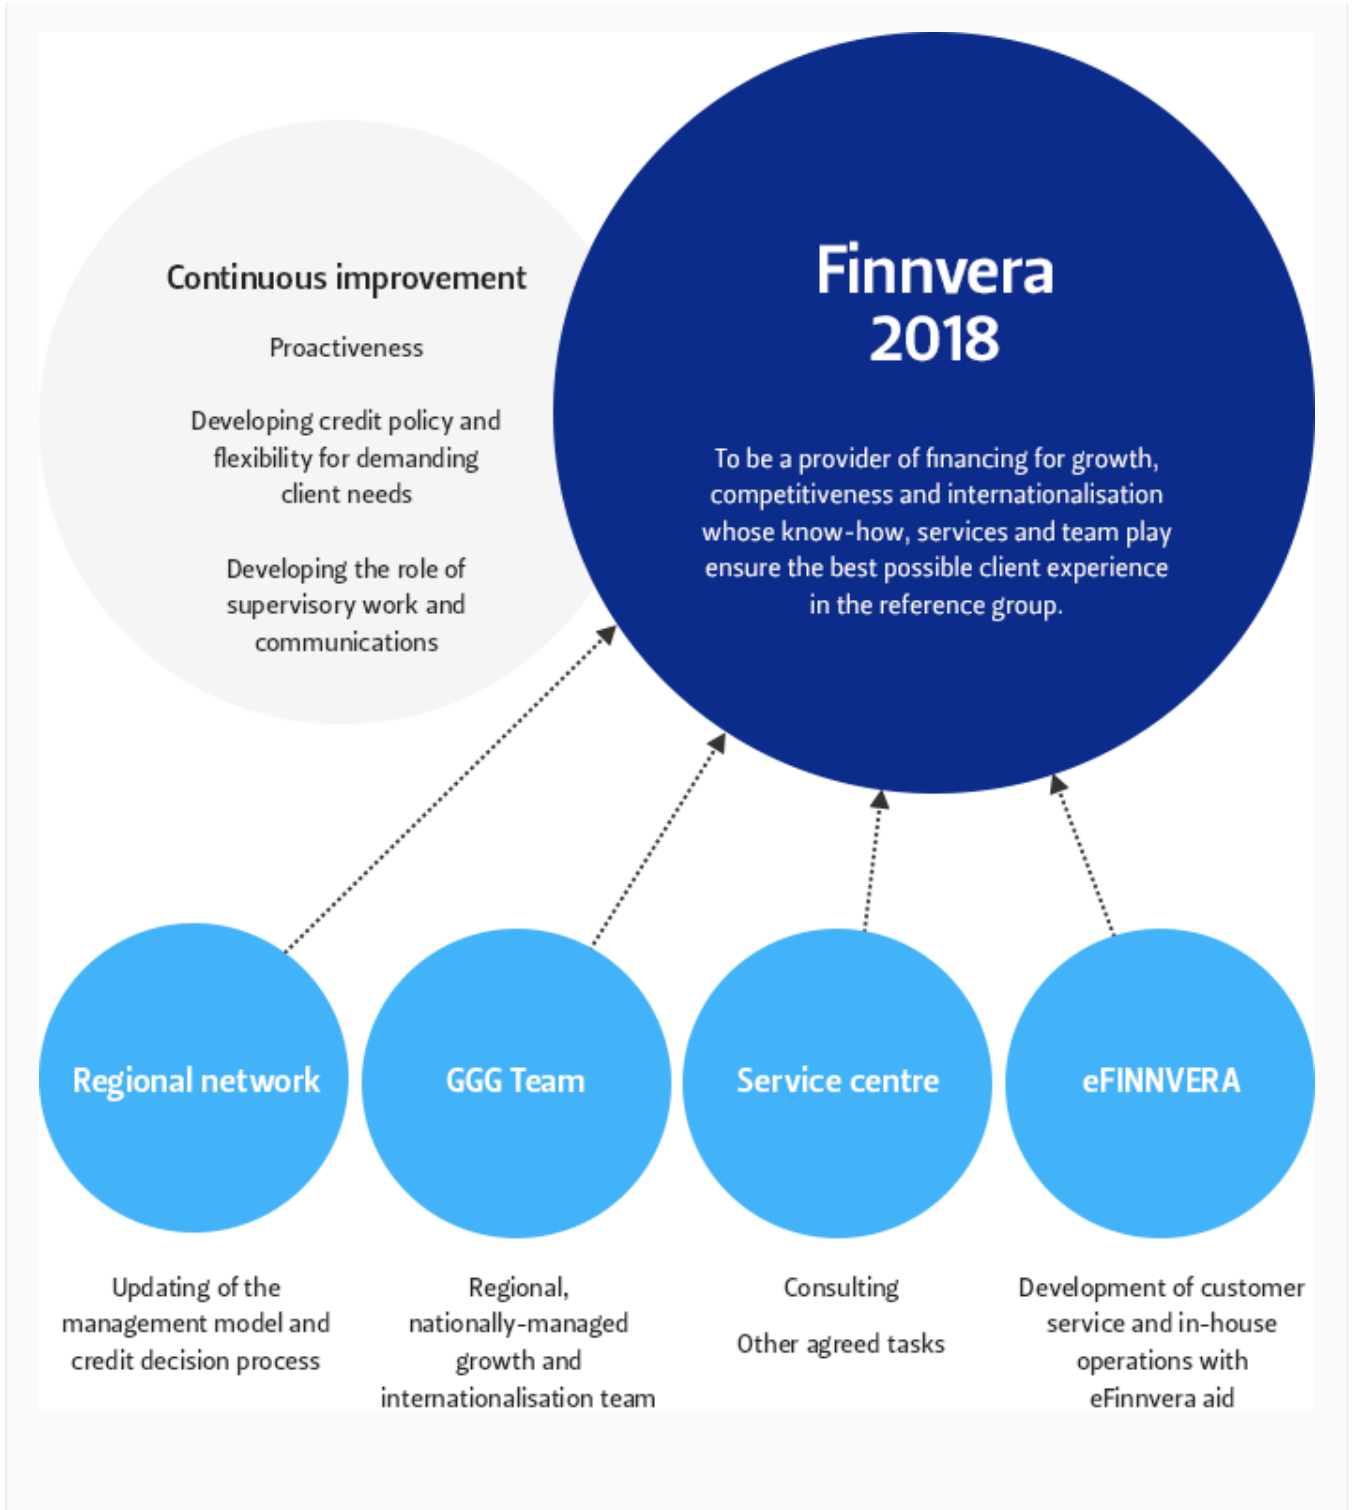 Continuous improvement
Proactiveness
Developing credit policy and
flexibility for demanding
client needs
Developing the role of
supervisory work and
communications
Finnvera
2018
To be a provider of financing for growth,
competitiveness and internationalisation
whose know-how, services and team play
ensure the best possible client experience
in the reference group.
Regional network
Updating of the
management model and
credit decision process
GGG Team
Regional,
nationally-managed
growth and
internationalisation team
Service centre
Consulting
Other agreed tasks
eFINNVERA
Development of customer
service and in-house
operations with
eFinnvera aid